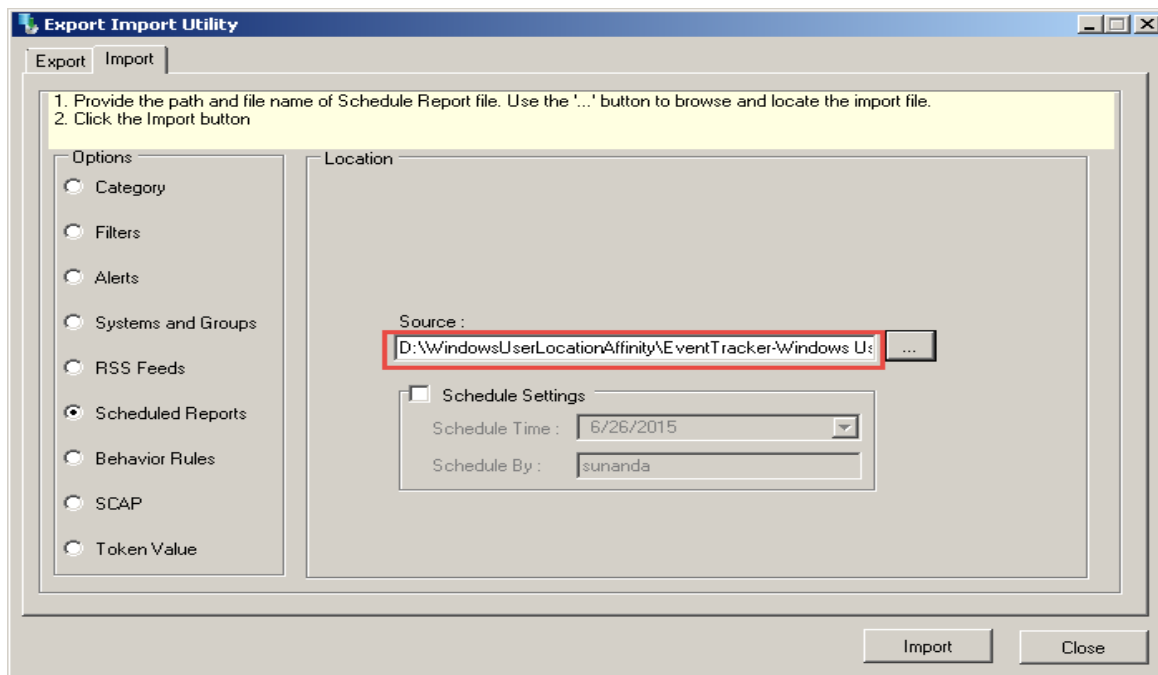 Export Import Utility
Export Import
1. Provide the path and file name of Schedule Report file. Use the '...' button to browse and locate the import file.
2. Click the Import button
Options
Category
Filters
Alerts
Systems and Groups
RSS Feeds
Scheduled Reports
Behavior Rules
SCAP
Token Value
Location
Source :
D:\WindowsUserLocationAffinity\EventTracker-Windows Us
...
Schedule Settings
Schedule Time : 6/26/2015
Schedule By : sunanda
Import Close